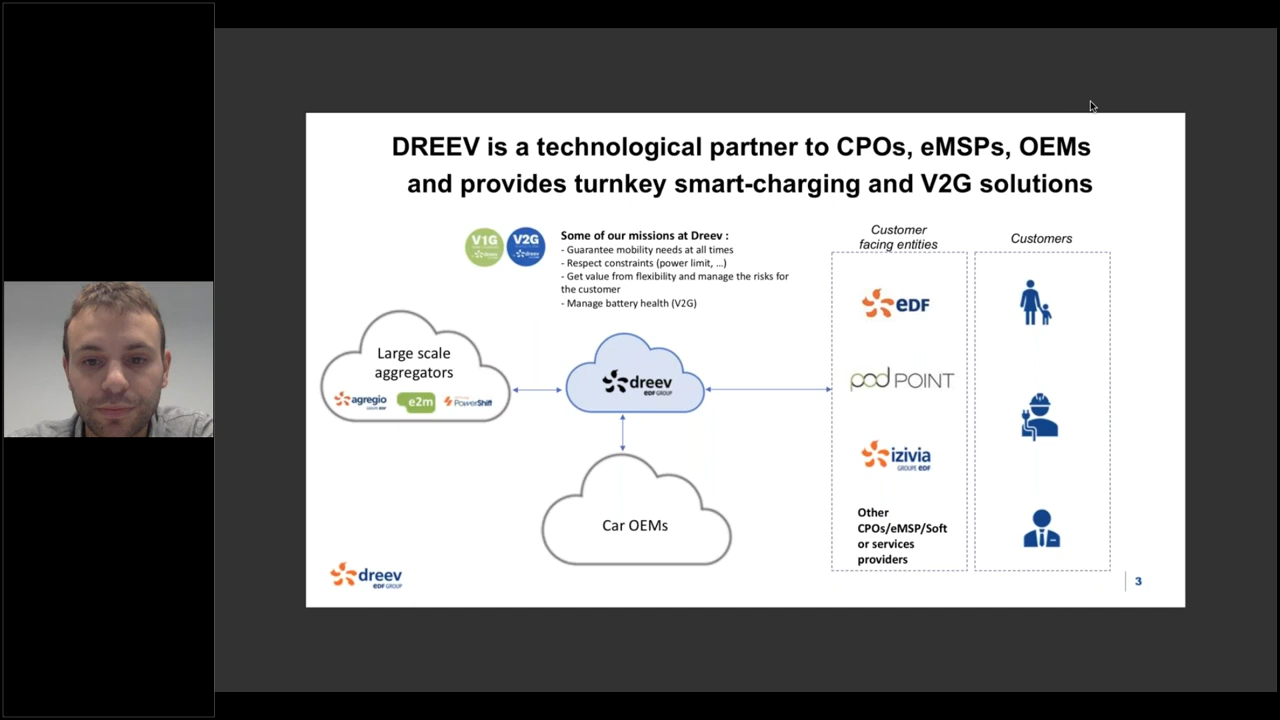 DREEV is a technological partner to CPOs, eMSPs, OEMs
and provides turnkey smart-charging and V2G solutions
V1G
dreev
V2G
dreev
Some of our missions at Dreev :
- Guarantee mobility needs at all times
- Respect constraints (power limit, ...)
- Get value from flexibility and manage the risks for
the customer
- Manage battery health (V2G)
Customer
facing entities
Customers
Large scale
aggregators
agregio
GROUPE EDF
e2m
PowerShift
dreev
EDF GROUP
Car OEMs
eDF
pod POINT
izivia
GROUPE EDF
Other
CPOs/eMSP/Soft
or services
providers
dreev
EDF GROUP
3